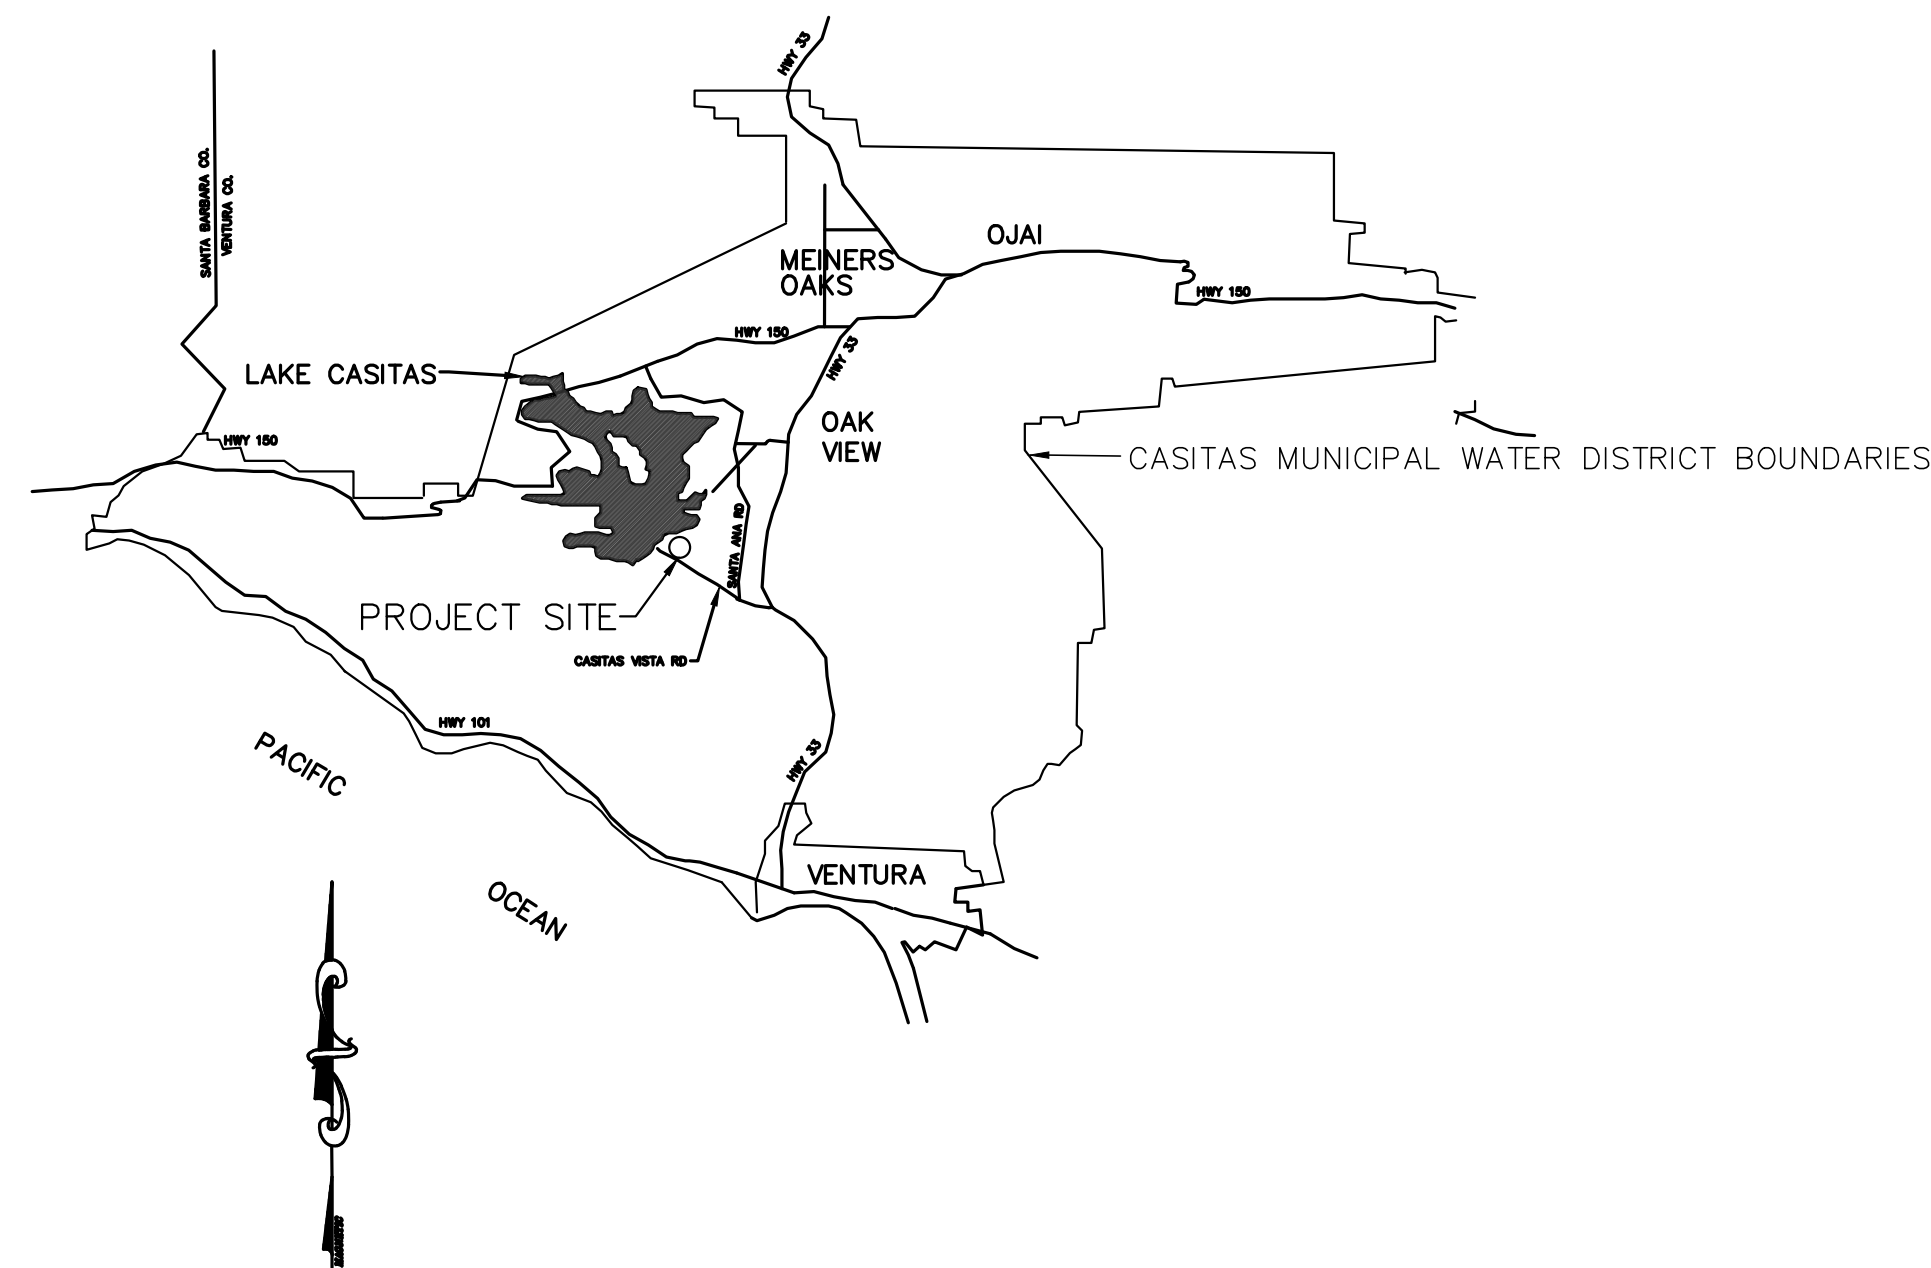 HWY 33
SANTA BARBARA CO.
VENTURA CO.
OJAI
MEINERS
OAKS
HWY 150
HWY 150
HWY 33
LAKE CASITAS
OAK
VIEW
HWY 150
CASITAS MUNICIPAL WATER DISTRICT BOUNDARIES
SANTA ANA RD
PROJECT SITE
CASITAS VISTA RD
HWY 101
HWY 33
PACIFIC
OCEAN
VENTURA
MAGNETIC